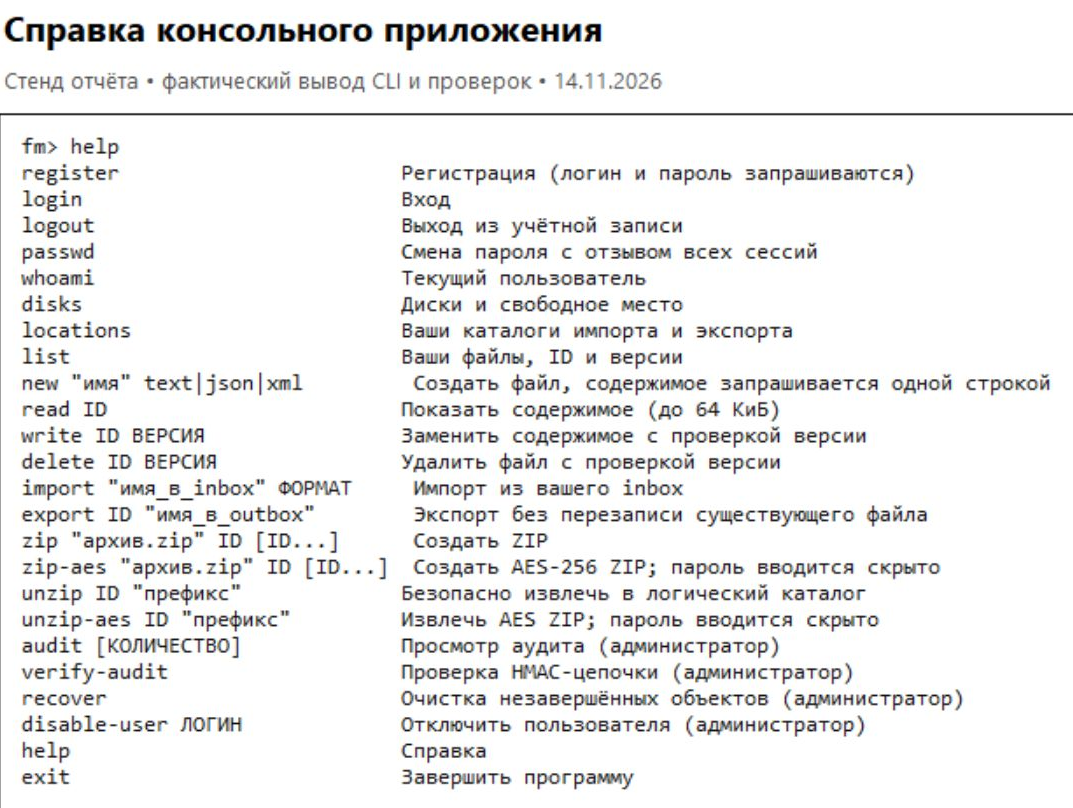 Справка консольного приложения
Стенд отчёта • фактический вывод CLI и проверок • 14.11.2026
fm> help
register Регистрация (логин и пароль запрашиваются)
login Вход
logout Выход из учётной записи
passwd Смена пароля с отзывом всех сессий
whoami Текущий пользователь
disks Диски и свободное место
locations Ваши каталоги импорта и экспорта
list Ваши файлы, ID и версии
new "имя" text|json|xml Создать файл, содержимое запрашивается одной строкой
read ID Показать содержимое (до 64 КиБ)
write ID ВЕРСИЯ Заменить содержимое с проверкой версии
delete ID ВЕРСИЯ Удалить файл с проверкой версии
import "имя_в_inbox" ФОРМАТ Импорт из вашего inbox
export ID "имя_в_outbox" Экспорт без перезаписи существующего файла
zip "архив.zip" ID [ID...] Создать ZIP
zip-aes "архив.zip" ID [ID...] Создать AES-256 ZIP; пароль вводится скрыто
unzip ID "префикс" Безопасно извлечь в логический каталог
unzip-aes ID "префикс" Извлечь AES ZIP; пароль вводится скрыто
audit [КОЛИЧЕСТВО] Просмотр аудита (администратор)
verify-audit Проверка HMAC-цепочки (администратор)
recover Очистка незавершённых объектов (администратор)
disable-user ЛОГИН Отключить пользователя (администратор)
help Справка
exit Завершить программу